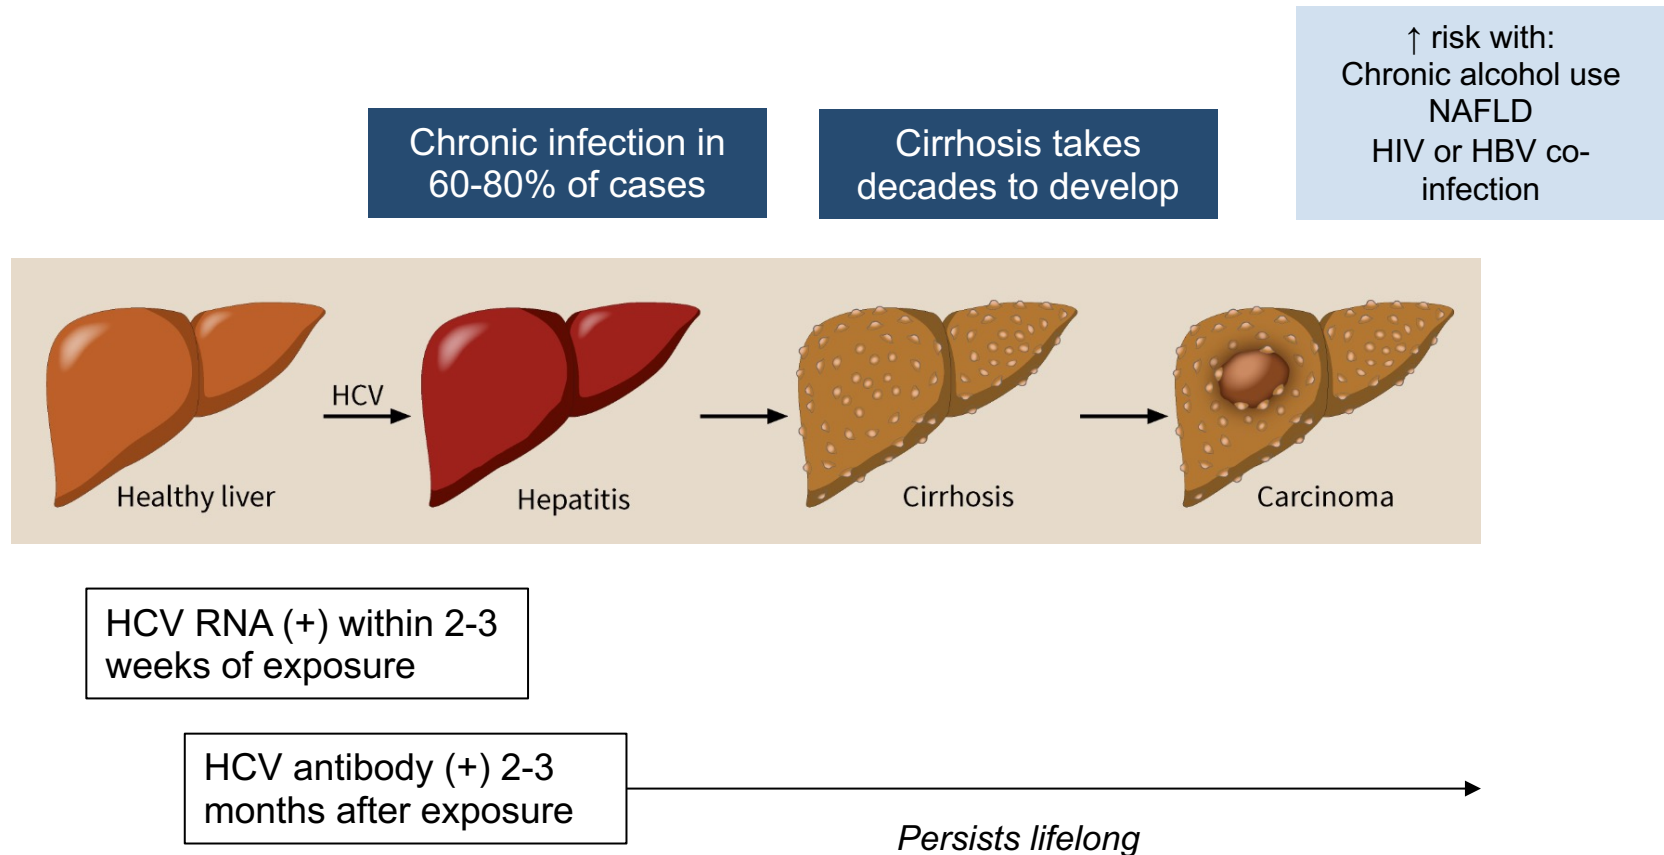 ↑ risk with:
Chronic alcohol use
NAFLD
HIV or HBV co-
infection
Chronic infection in
60-80% of cases
Cirrhosis takes
decades to develop
HCV
Healthy liver
Hepatitis
Cirrhosis
Carcinoma
HCV RNA (+) within 2-3
weeks of exposure
HCV antibody (+) 2-3
months after exposure
Persists lifelong